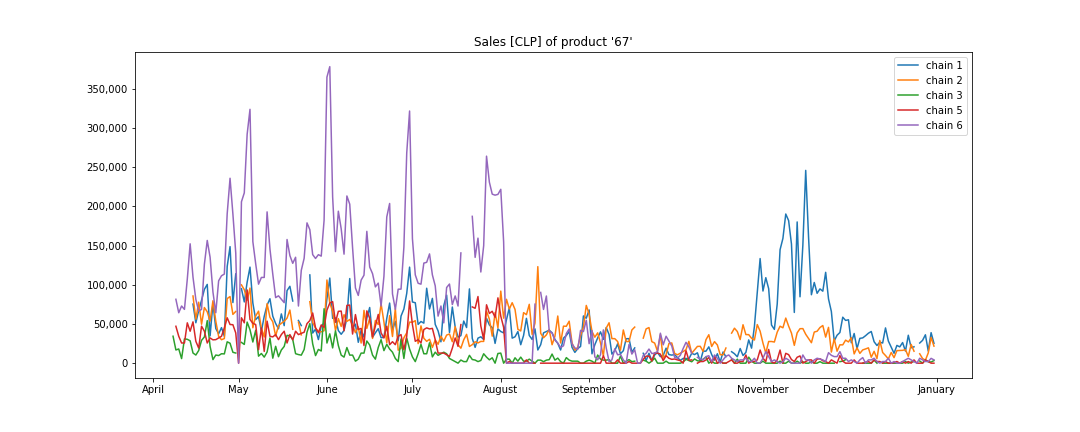 Sales [CLP] of product '67'
chain 1
chain 2
chain 3
chain 5
chain 6
350,000
300,000
250,000
200,000
150,000
100,000
50,000
0
April May June July August September October November December January